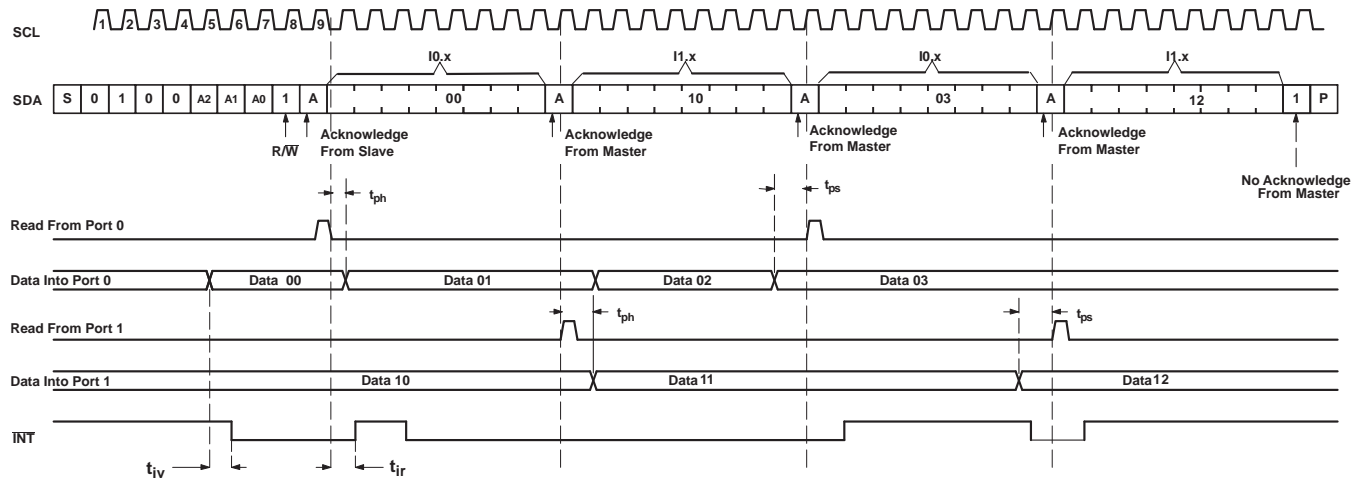 SCL
1 2 3 4 5 6 7 8 9
I0.x I1.x I0.x I1.x
SDA S 0 1 0 0 A2 A1 A0 1 A 00 A 10 A 03 A 12 1 P
R/W
Acknowledge
From Slave
Acknowledge
From Master
Acknowledge
From Master
Acknowledge
From Master
No Acknowledge
From Master
tph
tps
Read From Port 0
Data Into Port 0 Data 00 Data 01 Data 02 Data 03
tph
tps
Read From Port 1
Data Into Port 1 Data 10 Data 11 Data 12
INT
tiv
tir